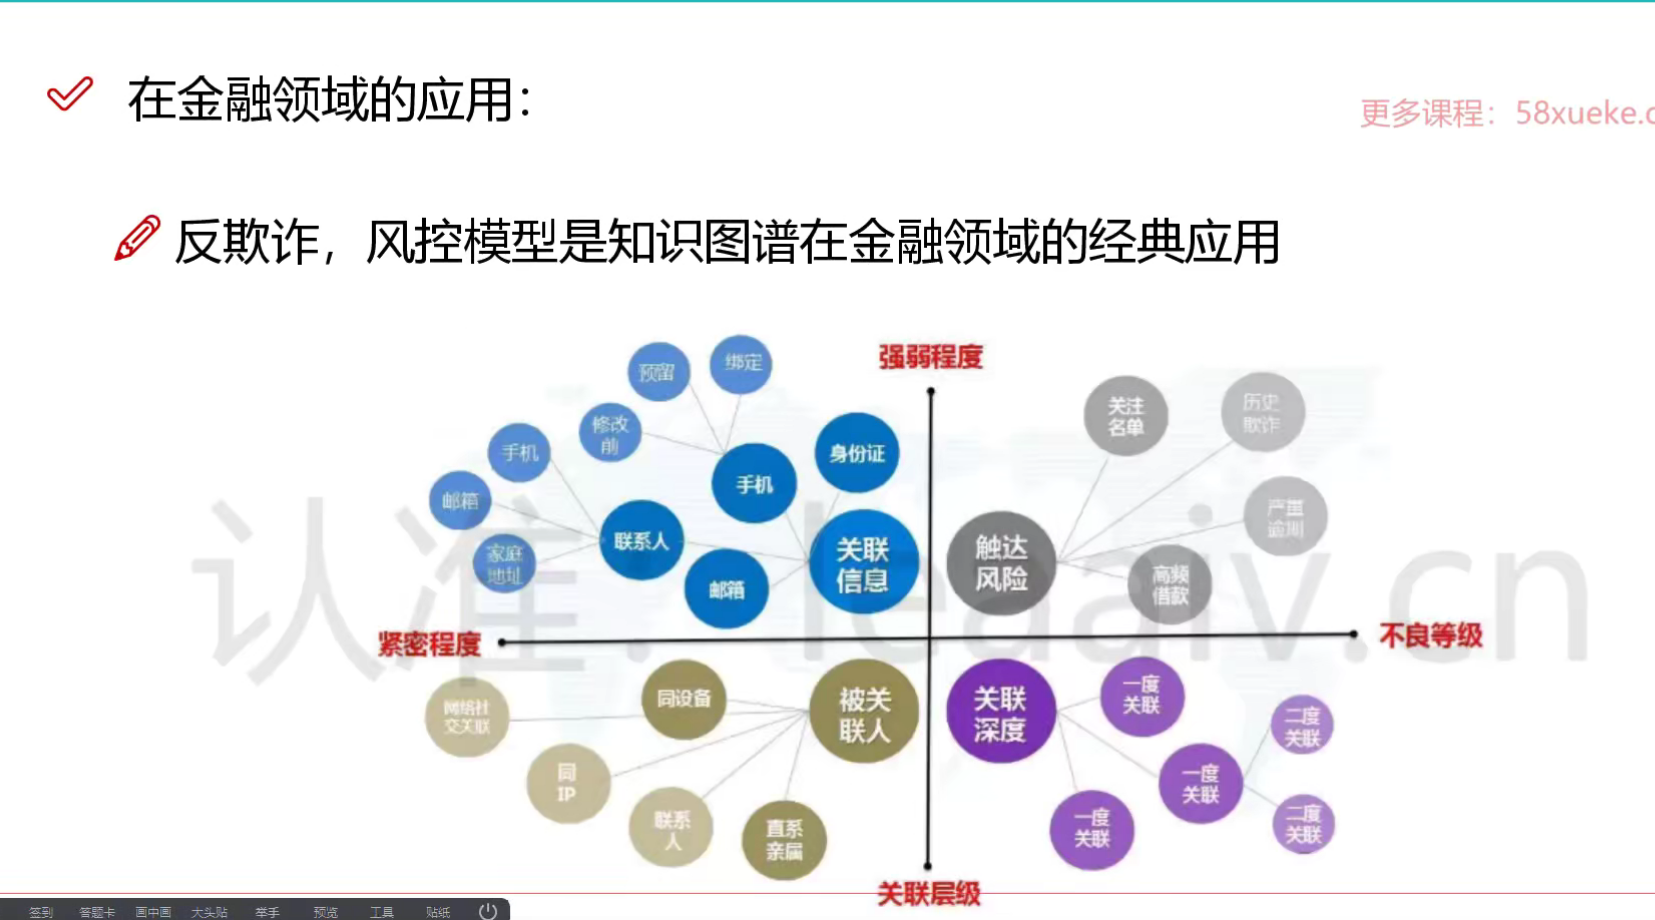 在金融领域的应用：
更多课程：58xueke.c
反欺诈，风控模型是知识图谱在金融领域的经典应用
强弱程度
预留
绑定
修改
前
手机
邮箱
家庭
地址
手机
身份证
联系人
邮箱
关联
信息
触达
风险
关注
名单
历史
欺诈
严重
逾期
高频
借款
紧密程度
不良等级
网络社
交关联
同设备
同
IP
联系
人
直系
亲属
被关
联人
关联
深度
一度
关联
一度
关联
一度
关联
二度
关联
二度
关联
关联层级
签到
答题卡
画中画
大头贴
举手
预览
工具
贴纸